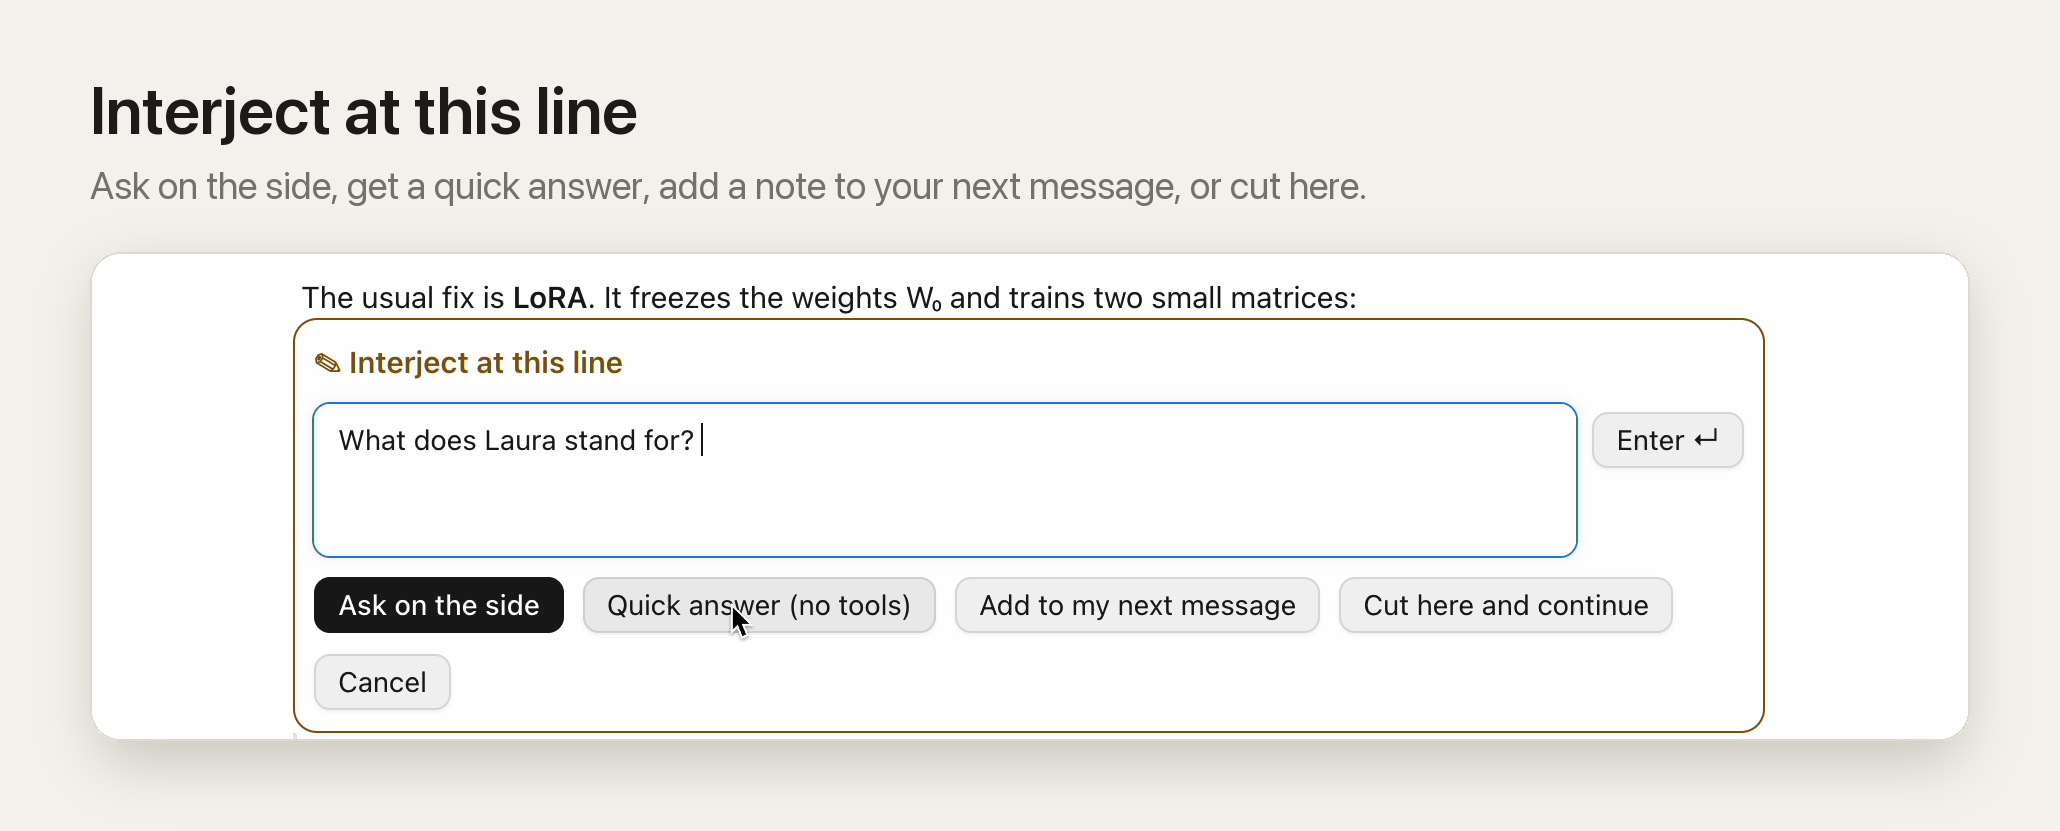 Interject at this line
Ask on the side, get a quick answer, add a note to your next message, or cut here.
The usual fix is LoRA. It freezes the weights W₀ and trains two small matrices:
✎ Interject at this line
What does Laura stand for?
Enter ↵
Ask on the side
Quick answer (no tools)
Add to my next message
Cut here and continue
Cancel